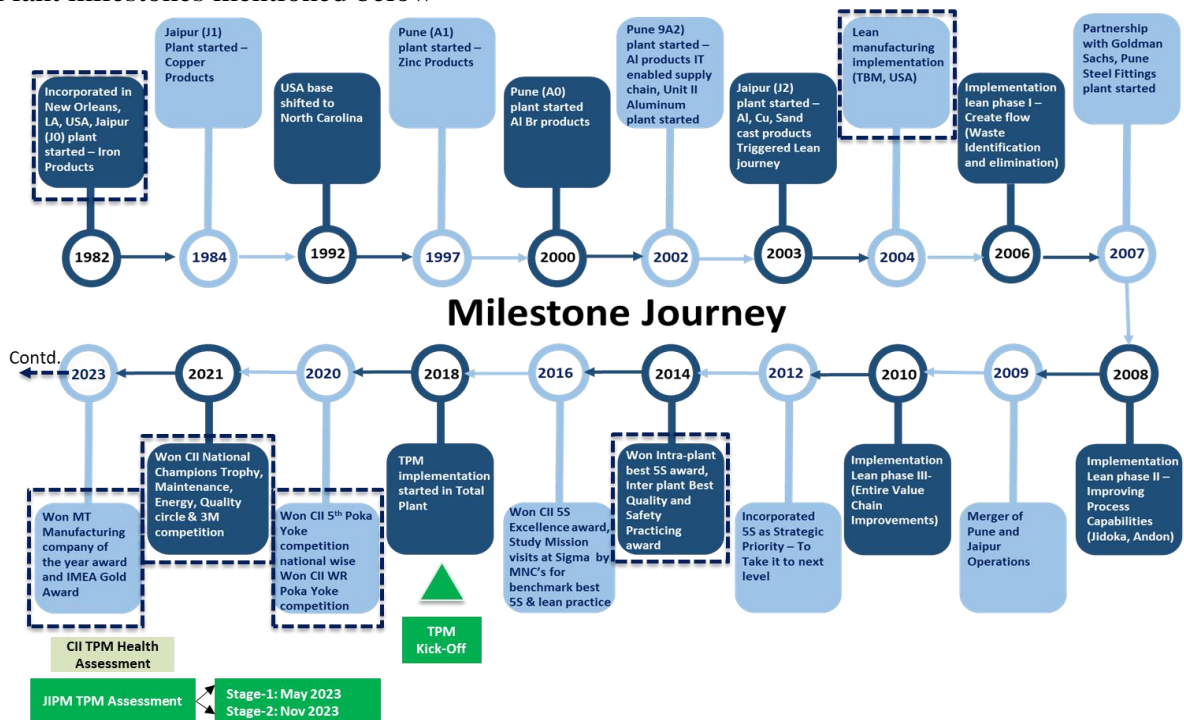 Plant milestones mentioned below
Incorporated in
New Orleans,
LA, USA, Jaipur
(J0) plant
started – Iron
Products
Jaipur (J1)
Plant started –
Copper
Products
USA base
shifted to
North Carolina
Pune (A1)
plant started –
Zinc Products
Pune (A0)
plant started
Al Br products
Pune 9A2)
plant started –
Al products IT
enabled supply
chain, Unit II
Aluminum
plant started
Jaipur (J2)
plant started –
Al, Cu, Sand
cast products
Triggered Lean
journey
Lean
manufacturing
implementation
(TBM, USA)
Implementation
lean phase I –
Create flow
(Waste
Identification
and elimination)
Partnership
with Goldman
Sachs, Pune
Steel Fittings
plant started
1982
1984
1992
1997
2000
2002
2003
2004
2006
2007
Milestone Journey
Contd.
2023
2021
2020
2018
2016
2014
2012
2010
2009
2008
Won MT
Manufacturing
company of
the year award
and IMEA Gold
Award
Won CII National
Champions Trophy,
Maintenance,
Energy, Quality
circle & 3M
competition
Won CII 5th Poka
Yoke
competition
national wise
Won CII WR
Poka Yoke
competition
TPM
implementation
started in Total
Plant
Won CII 5S
Excellence award,
Study Mission
visits at Sigma by
MNC's for
benchmark best
5S & lean practice
Won Intra-plant
best 5S award,
Inter plant Best
Quality and
Safety
Practicing
award
Incorporated
5S as Strategic
Priority – To
Take it to next
level
Implementation
Lean phase III-
(Entire Value
Chain
Improvements)
Merger of
Pune and
Jaipur
Operations
Implementation
Lean phase II –
Improving
Process
Capabilities
(Jidoka, Andon)
TPM
Kick-Off
CII TPM Health
Assessment
JIPM TPM Assessment
Stage-1: May 2023
Stage-2: Nov 2023